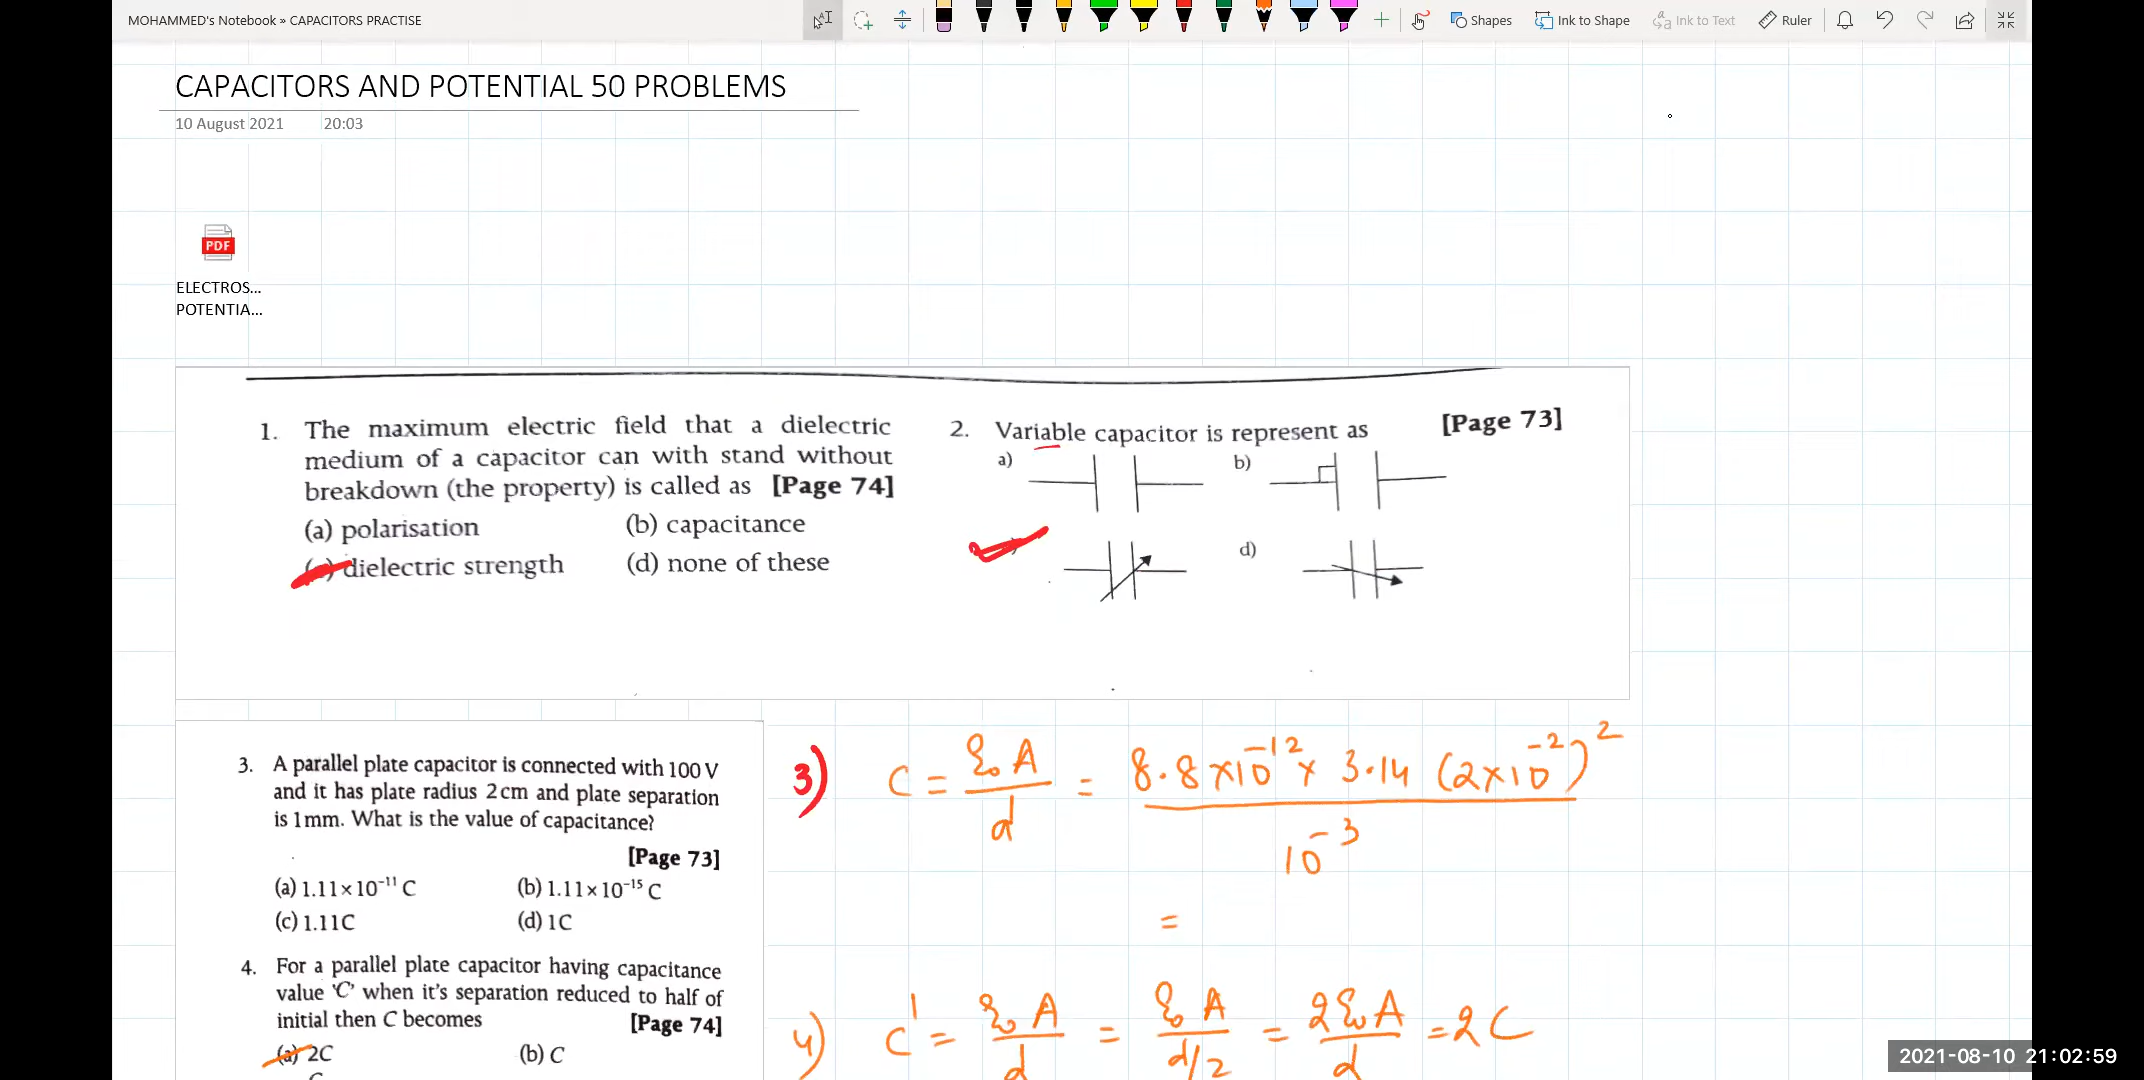 MOHAMMED's Notebook » CAPACITORS PRACTISE
Shapes
Ink to Shape
Ink to Text
Ruler
CAPACITORS AND POTENTIAL 50 PROBLEMS
10 August 2021 20:03
PDF
ELECTROS...
POTENTIA...
1. The maximum electric field that a dielectric
medium of a capacitor can with stand without
breakdown (the property) is called as [Page 74]
(a) polarisation (b) capacitance
dielectric strength (d) none of these
2. Variable capacitor is represent as [Page 73]
a) b)
d)
3. A parallel plate capacitor is connected with 100 V
and it has plate radius 2 cm and plate separation
is 1 mm. What is the value of capacitance?
[Page 73]
(a) 1.11×10⁻¹¹ C (b) 1.11×10⁻¹⁵ C
(c) 1.11C (d) 1C
4. For a parallel plate capacitor having capacitance
value 'C' when it's separation reduced to half of
initial then C becomes [Page 74]
(a) 2C (b) C
3) C = ε₀A/d = 8.8×10⁻¹² × 3.14 (2×10⁻²)² / 10⁻³
=
4) C' = ε₀A/d = ε₀A/d/2 = 2ε₀A/d = 2C
2021-08-10 21:02:59